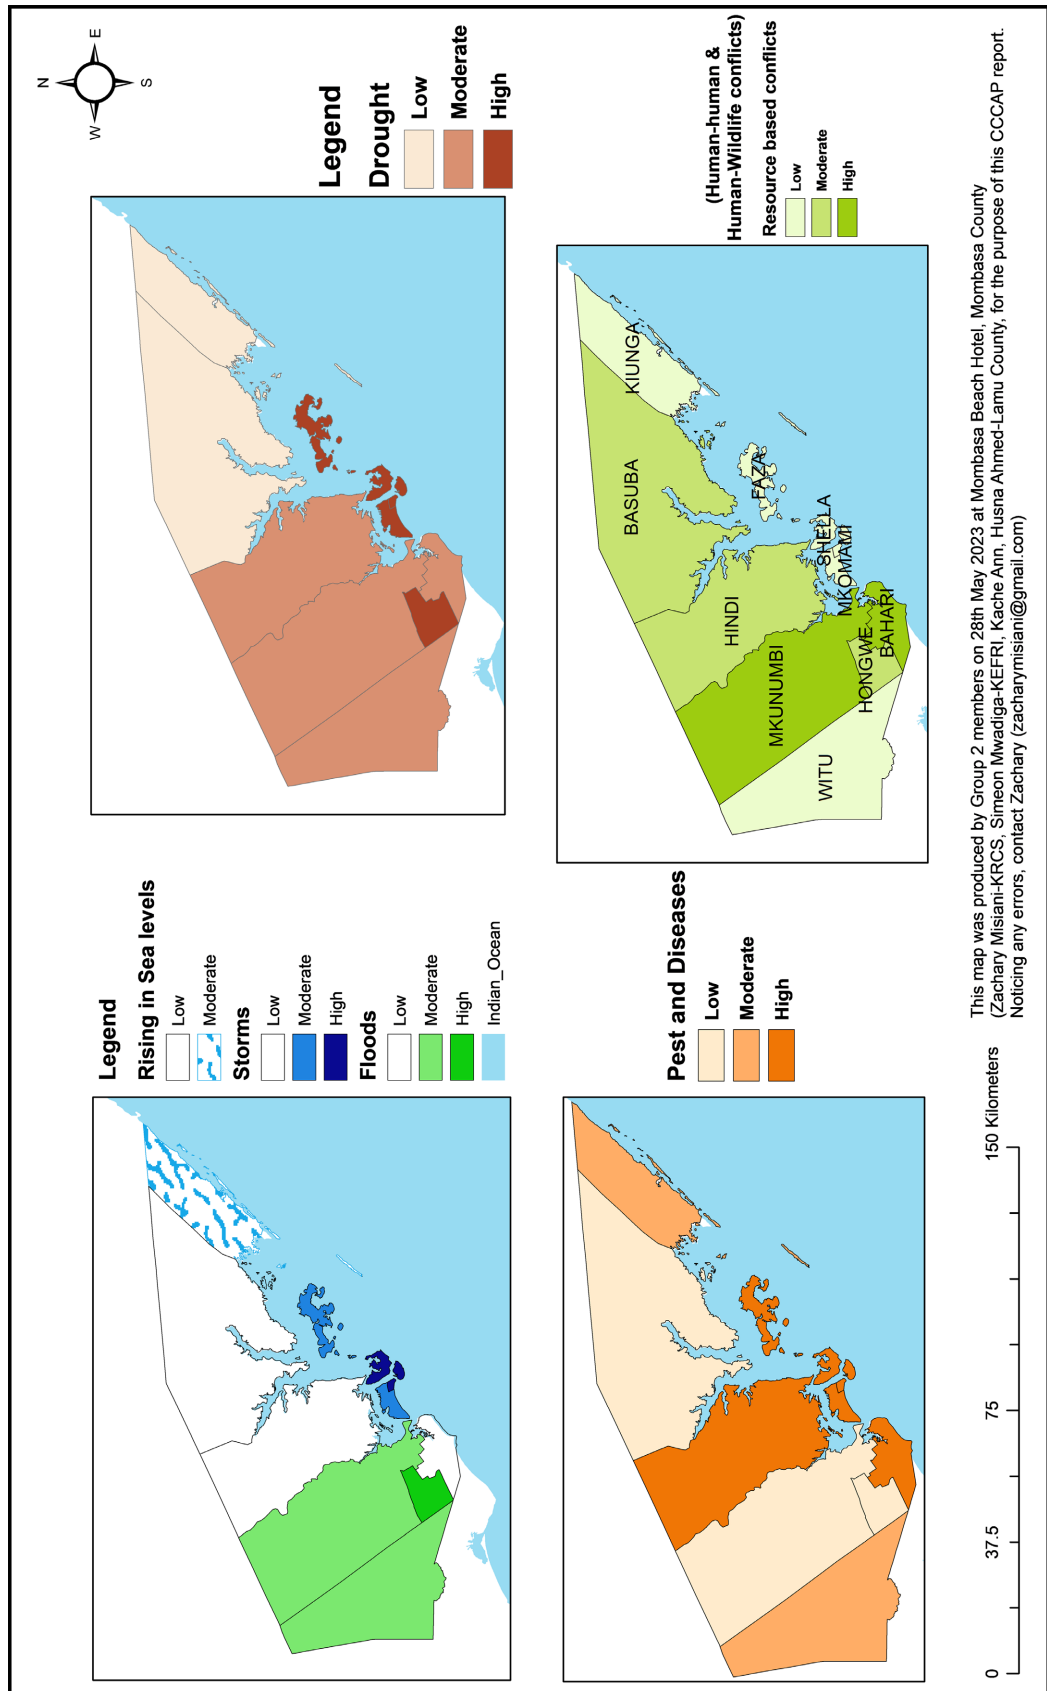 N
W
E
S
Legend
Rising in Sea levels
Low
Moderate
Storms
Low
Moderate
High
Floods
Low
Moderate
High
Indian_Ocean
Legend
Drought
Low
Moderate
High
Pest and Diseases
Low
Moderate
High
(Human-human &
Human-Wildlife conflicts)
Resource based conflicts
Low
Moderate
High
KIUNGA
BASUBA
FAZA
SHELLA
MKOMAMI
HINDI
MKUNUMBI
HONGWE
BAHARI
WITU
0
37.5
75
150 Kilometers
This map was produced by Group 2 members on 28th May 2023 at Mombasa Beach Hotel, Mombasa County
(Zachary Misiani-KRCS, Simeon Mwadiga-KEFRI, Kache Ann, Husna Ahmed-Lamu County, for the purpose of this CCCAP report.
Noticing any errors, contact Zachary (zacharymisiani@gmail.com)